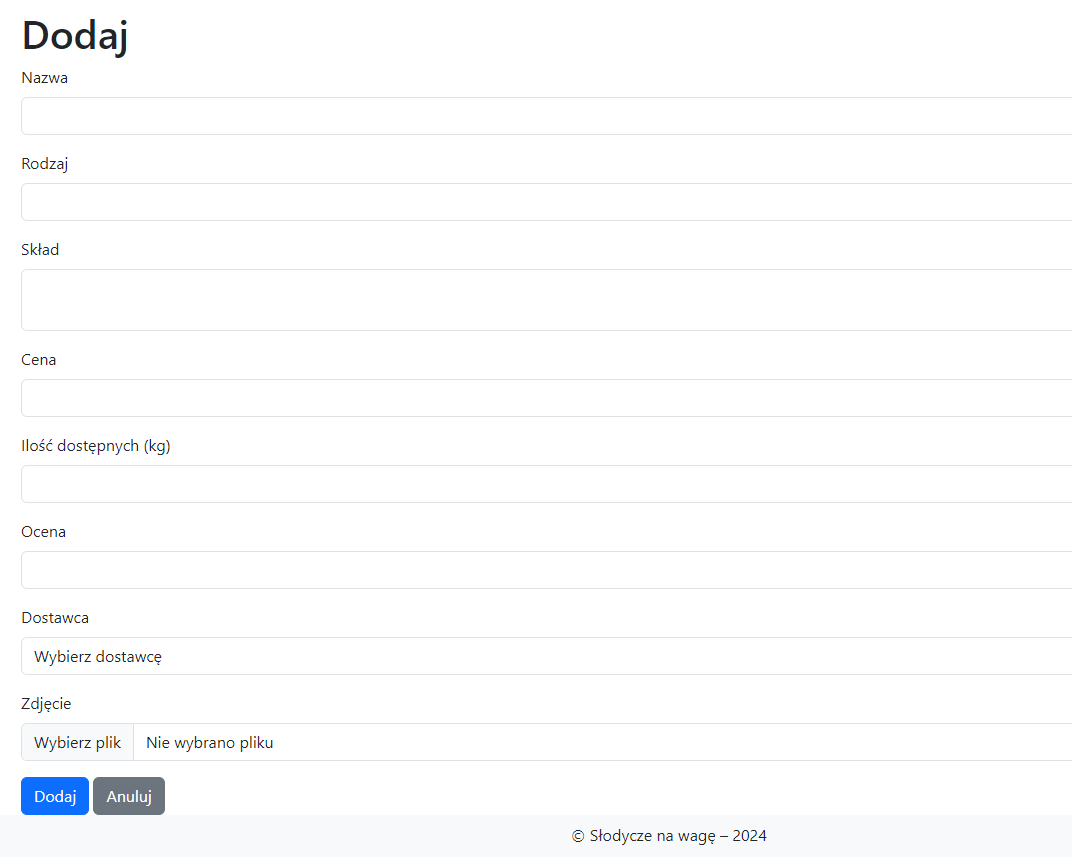 Dodaj
Nazwa
Rodzaj
Skład
Cena
Ilość dostępnych (kg)
Ocena
Dostawca
Wybierz dostawcę
Zdjęcie
Wybierz plik Nie wybrano pliku
Dodaj Anuluj
© Słodycze na wagę – 2024